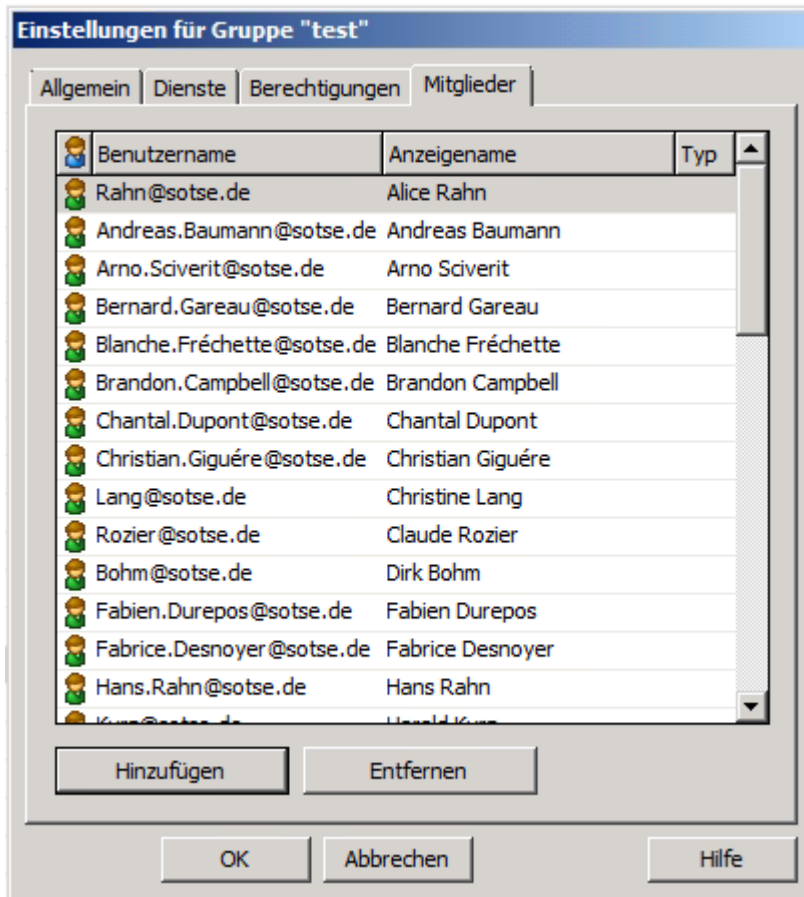 Einstellungen für Gruppe "test"
Allgemein Dienste Berechtigungen Mitglieder
Benutzername Anzeigename Typ
Rahn@sotse.de Alice Rahn
Andreas.Baumann@sotse.de Andreas Baumann
Arno.Sciverit@sotse.de Arno Sciverit
Bernard.Gareau@sotse.de Bernard Gareau
Blanche.Fréchette@sotse.de Blanche Fréchette
Brandon.Campbell@sotse.de Brandon Campbell
Chantal.Dupont@sotse.de Chantal Dupont
Christian.Giguére@sotse.de Christian Giguére
Lang@sotse.de Christine Lang
Rozier@sotse.de Claude Rozier
Bohm@sotse.de Dirk Bohm
Fabien.Durepos@sotse.de Fabien Durepos
Fabrice.Desnoyer@sotse.de Fabrice Desnoyer
Hans.Rahn@sotse.de Hans Rahn
Hinzufügen Entfernen
OK Abbrechen Hilfe